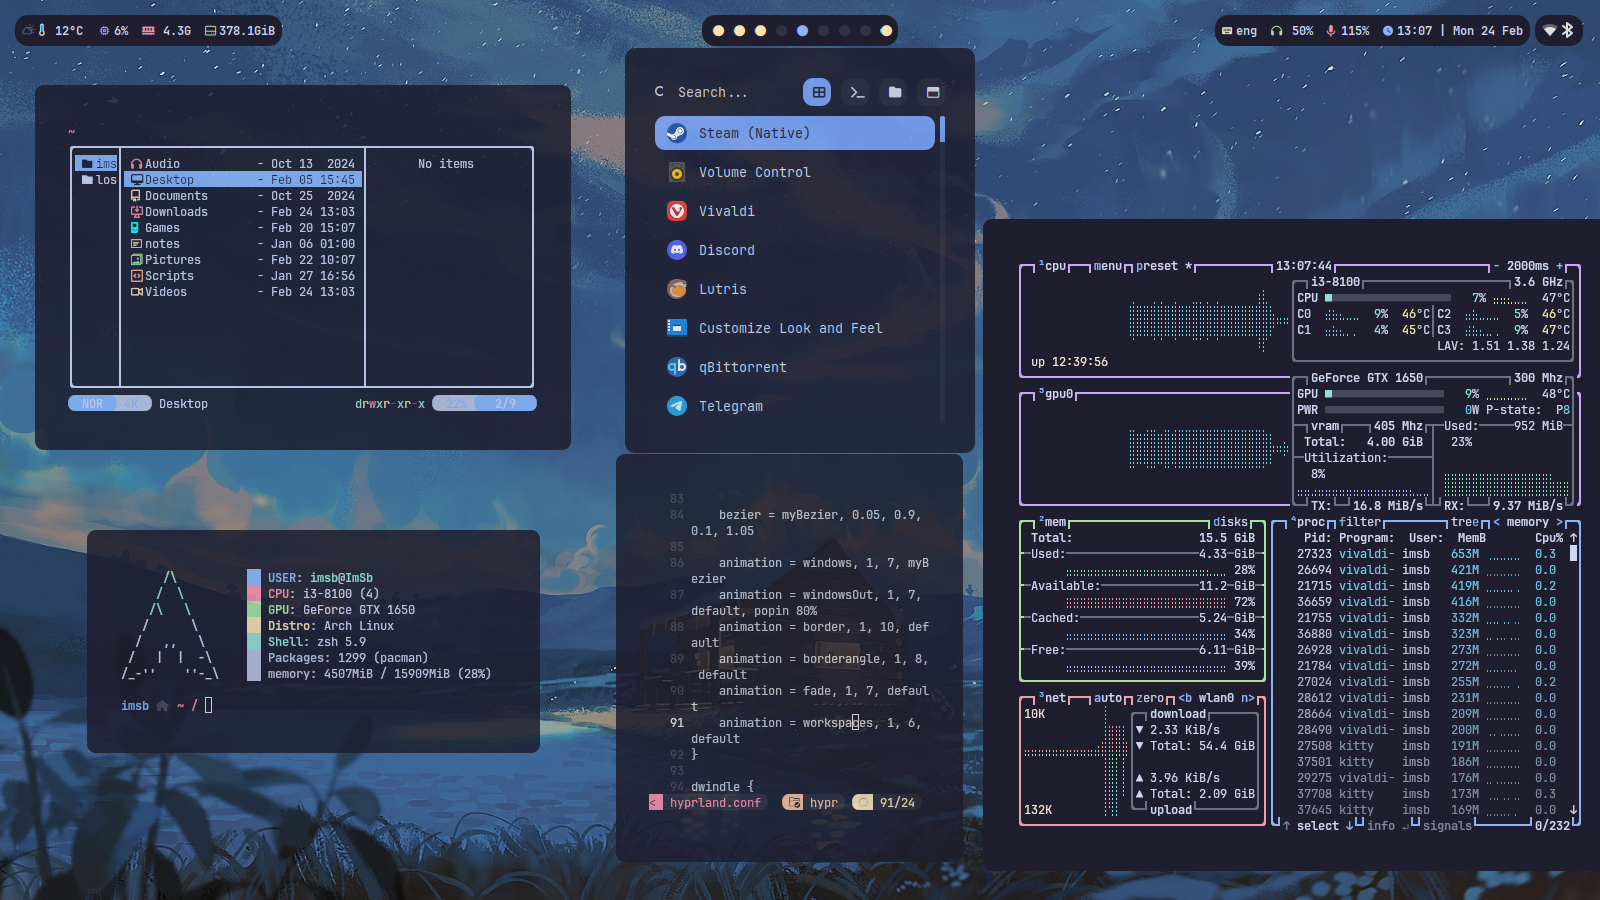 12°C 6% 4.3G 378.1GiB
eng 50% 115% 13:07 | Mon 24 Feb
~
ims
los
Audio - Oct 13 2024
Desktop - Feb 05 15:45
Documents - Oct 25 2024
Downloads - Feb 24 13:03
Games - Feb 20 15:07
notes - Jan 06 01:00
Pictures - Feb 22 10:07
Scripts - Jan 27 16:56
Videos - Feb 24 13:03
No items
NOR 4K Desktop drwxr-xr-x 22% 2/9
Search...
Steam (Native)
Volume Control
Vivaldi
Discord
Lutris
Customize Look and Feel
qBittorrent
Telegram
USER: imsb@ImSb
CPU: i3-8100 (4)
GPU: GeForce GTX 1650
Distro: Arch Linux
Shell: zsh 5.9
Packages: 1299 (pacman)
memory: 4507MiB / 15909MiB (28%)
imsb ~ /
83
84 bezier = myBezier, 0.05, 0.9,
0.1, 1.05
85
86 animation = windows, 1, 7, myB
ezier
87 animation = windowsOut, 1, 7,
default, popin 80%
88 animation = border, 1, 10, def
ault
89 animation = borderangle, 1, 8,
default
90 animation = fade, 1, 7, defaul
t
91 animation = workspaces, 1, 6,
default
92 }
93
94 dwindle {
< hyprland.conf hypr 91/24
¹cpu menu preset * 13:07:44 - 2000ms +
i3-8100 3.6 GHz
CPU 7% 47°C
C0 9% 46°C C2 5% 46°C
C1 4% 45°C C3 9% 47°C
LAV: 1.51 1.38 1.24
up 12:39:56
⁵gpu0
GeForce GTX 1650 300 Mhz
GPU 9% 48°C
PWR 0W P-state: P8
vram 405 Mhz Used: 952 MiB
Total: 4.00 GiB 23%
Utilization:
8%
TX: 16.8 MiB/s RX: 9.37 MiB/s
²mem disks
Total: 15.5 GiB
Used: 4.33 GiB
28%
Available: 11.2 GiB
72%
Cached: 5.24 GiB
34%
Free: 6.11 GiB
39%
³net auto zero <b wlan0 n>
10K
download
▼ 2.33 KiB/s
▼ Total: 54.4 GiB
▲ 3.96 KiB/s
▲ Total: 2.09 GiB
132K
upload
⁴proc filter tree < memory >
Pid: Program: User: MemB Cpu% ↑
27323 vivaldi- imsb 653M 0.3
26694 vivaldi- imsb 421M 0.0
21715 vivaldi- imsb 419M 0.2
36659 vivaldi- imsb 416M 0.0
21755 vivaldi- imsb 332M 0.0
36880 vivaldi- imsb 323M 0.0
26928 vivaldi- imsb 273M 0.0
21784 vivaldi- imsb 272M 0.0
27024 vivaldi- imsb 255M 0.2
28612 vivaldi- imsb 231M 0.0
28664 vivaldi- imsb 209M 0.0
28490 vivaldi- imsb 200M 0.0
27508 kitty imsb 191M 0.0
37501 kitty imsb 186M 0.0
29275 vivaldi- imsb 176M 0.0
37708 kitty imsb 173M 0.3
37645 kitty imsb 169M 0.0 ↓
↑ select ↓ info ↵ signals 0/232